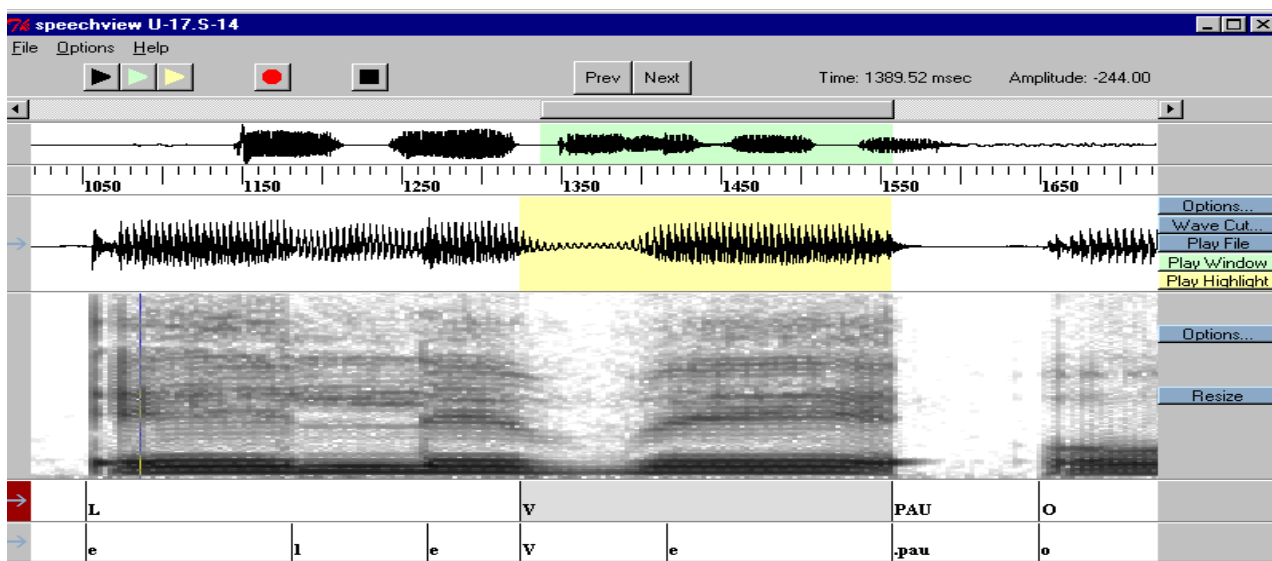 speechview U-17.S-14
File Options Help
Prev Next Time: 1389.52 msec Amplitude: -244.00
1050 1150 1250 1350 1450 1550 1650
Options...
Wave Cut...
Play File
Play Window
Play Highlight
Options...
Resize
L V PAU O
e l e V e .pau o